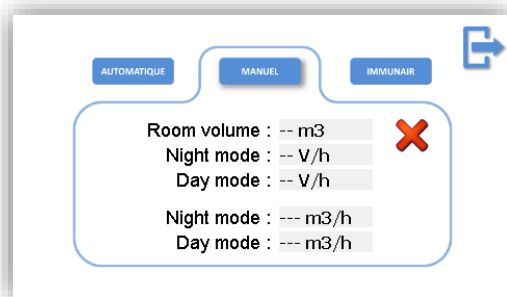 AUTOMATIQUE MANUEL IMMUNAIR
Room volume : -- m3
Night mode : -- V/h
Day mode : -- V/h
Night mode : --- m3/h
Day mode : --- m3/h